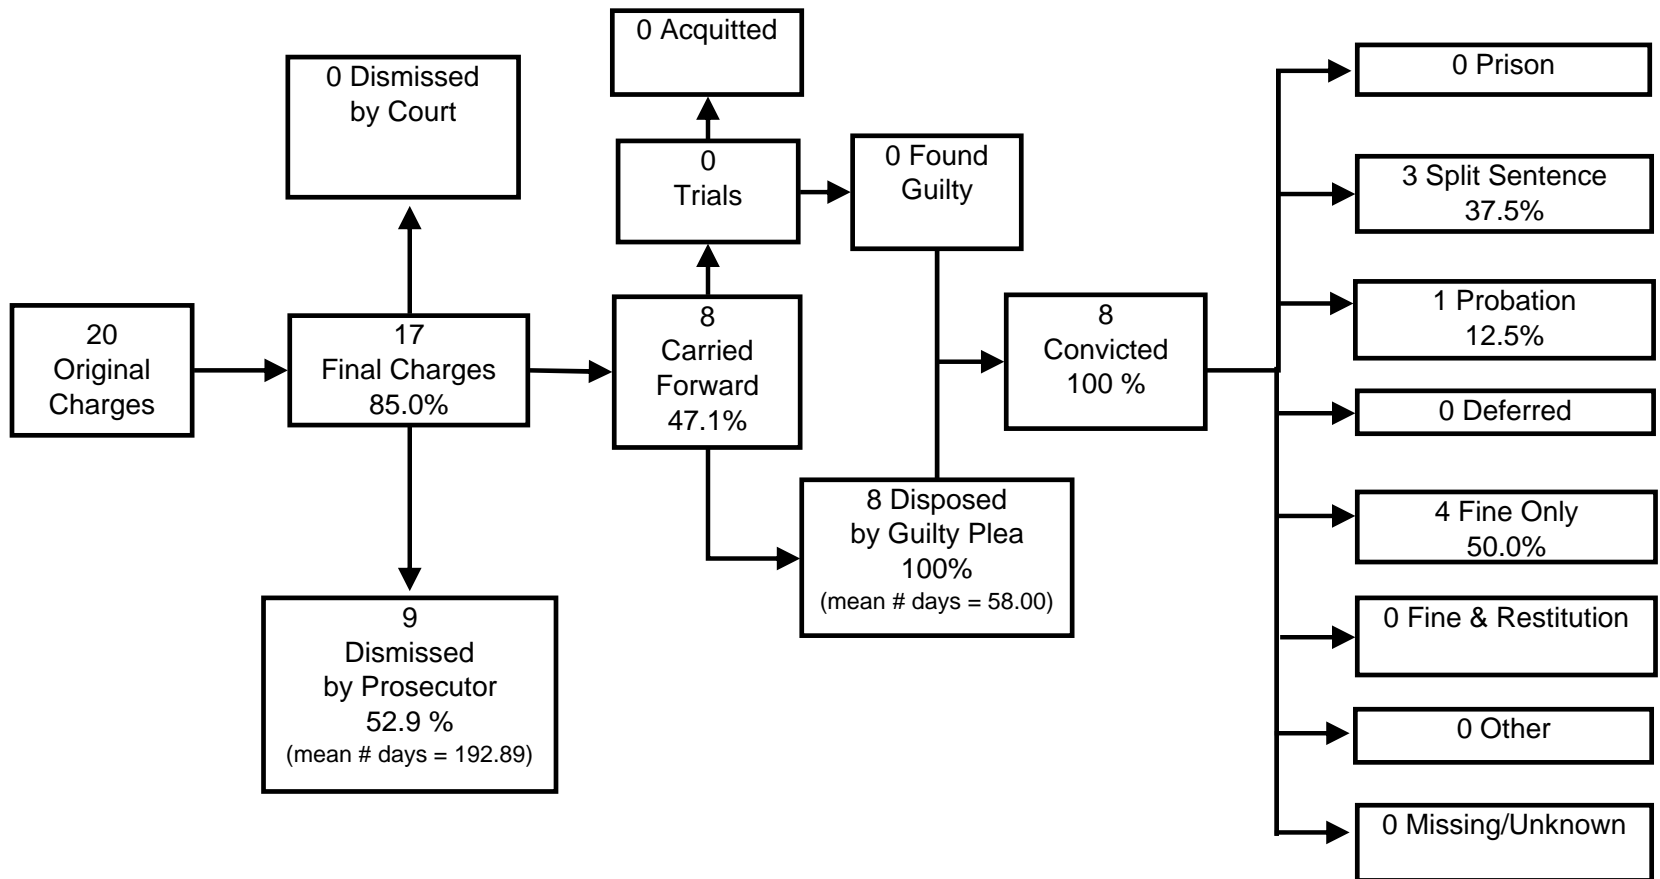 20
Original
Charges
0 Dismissed
by Court
17
Final Charges
85.0%
9
Dismissed
by Prosecutor
52.9 %
(mean # days = 192.89)
0 Acquitted
0
Trials
8
Carried
Forward
47.1%
0 Found
Guilty
8 Disposed
by Guilty Plea
100%
(mean # days = 58.00)
8
Convicted
100 %
0 Prison
3 Split Sentence
37.5%
1 Probation
12.5%
0 Deferred
4 Fine Only
50.0%
0 Fine & Restitution
0 Other
0 Missing/Unknown